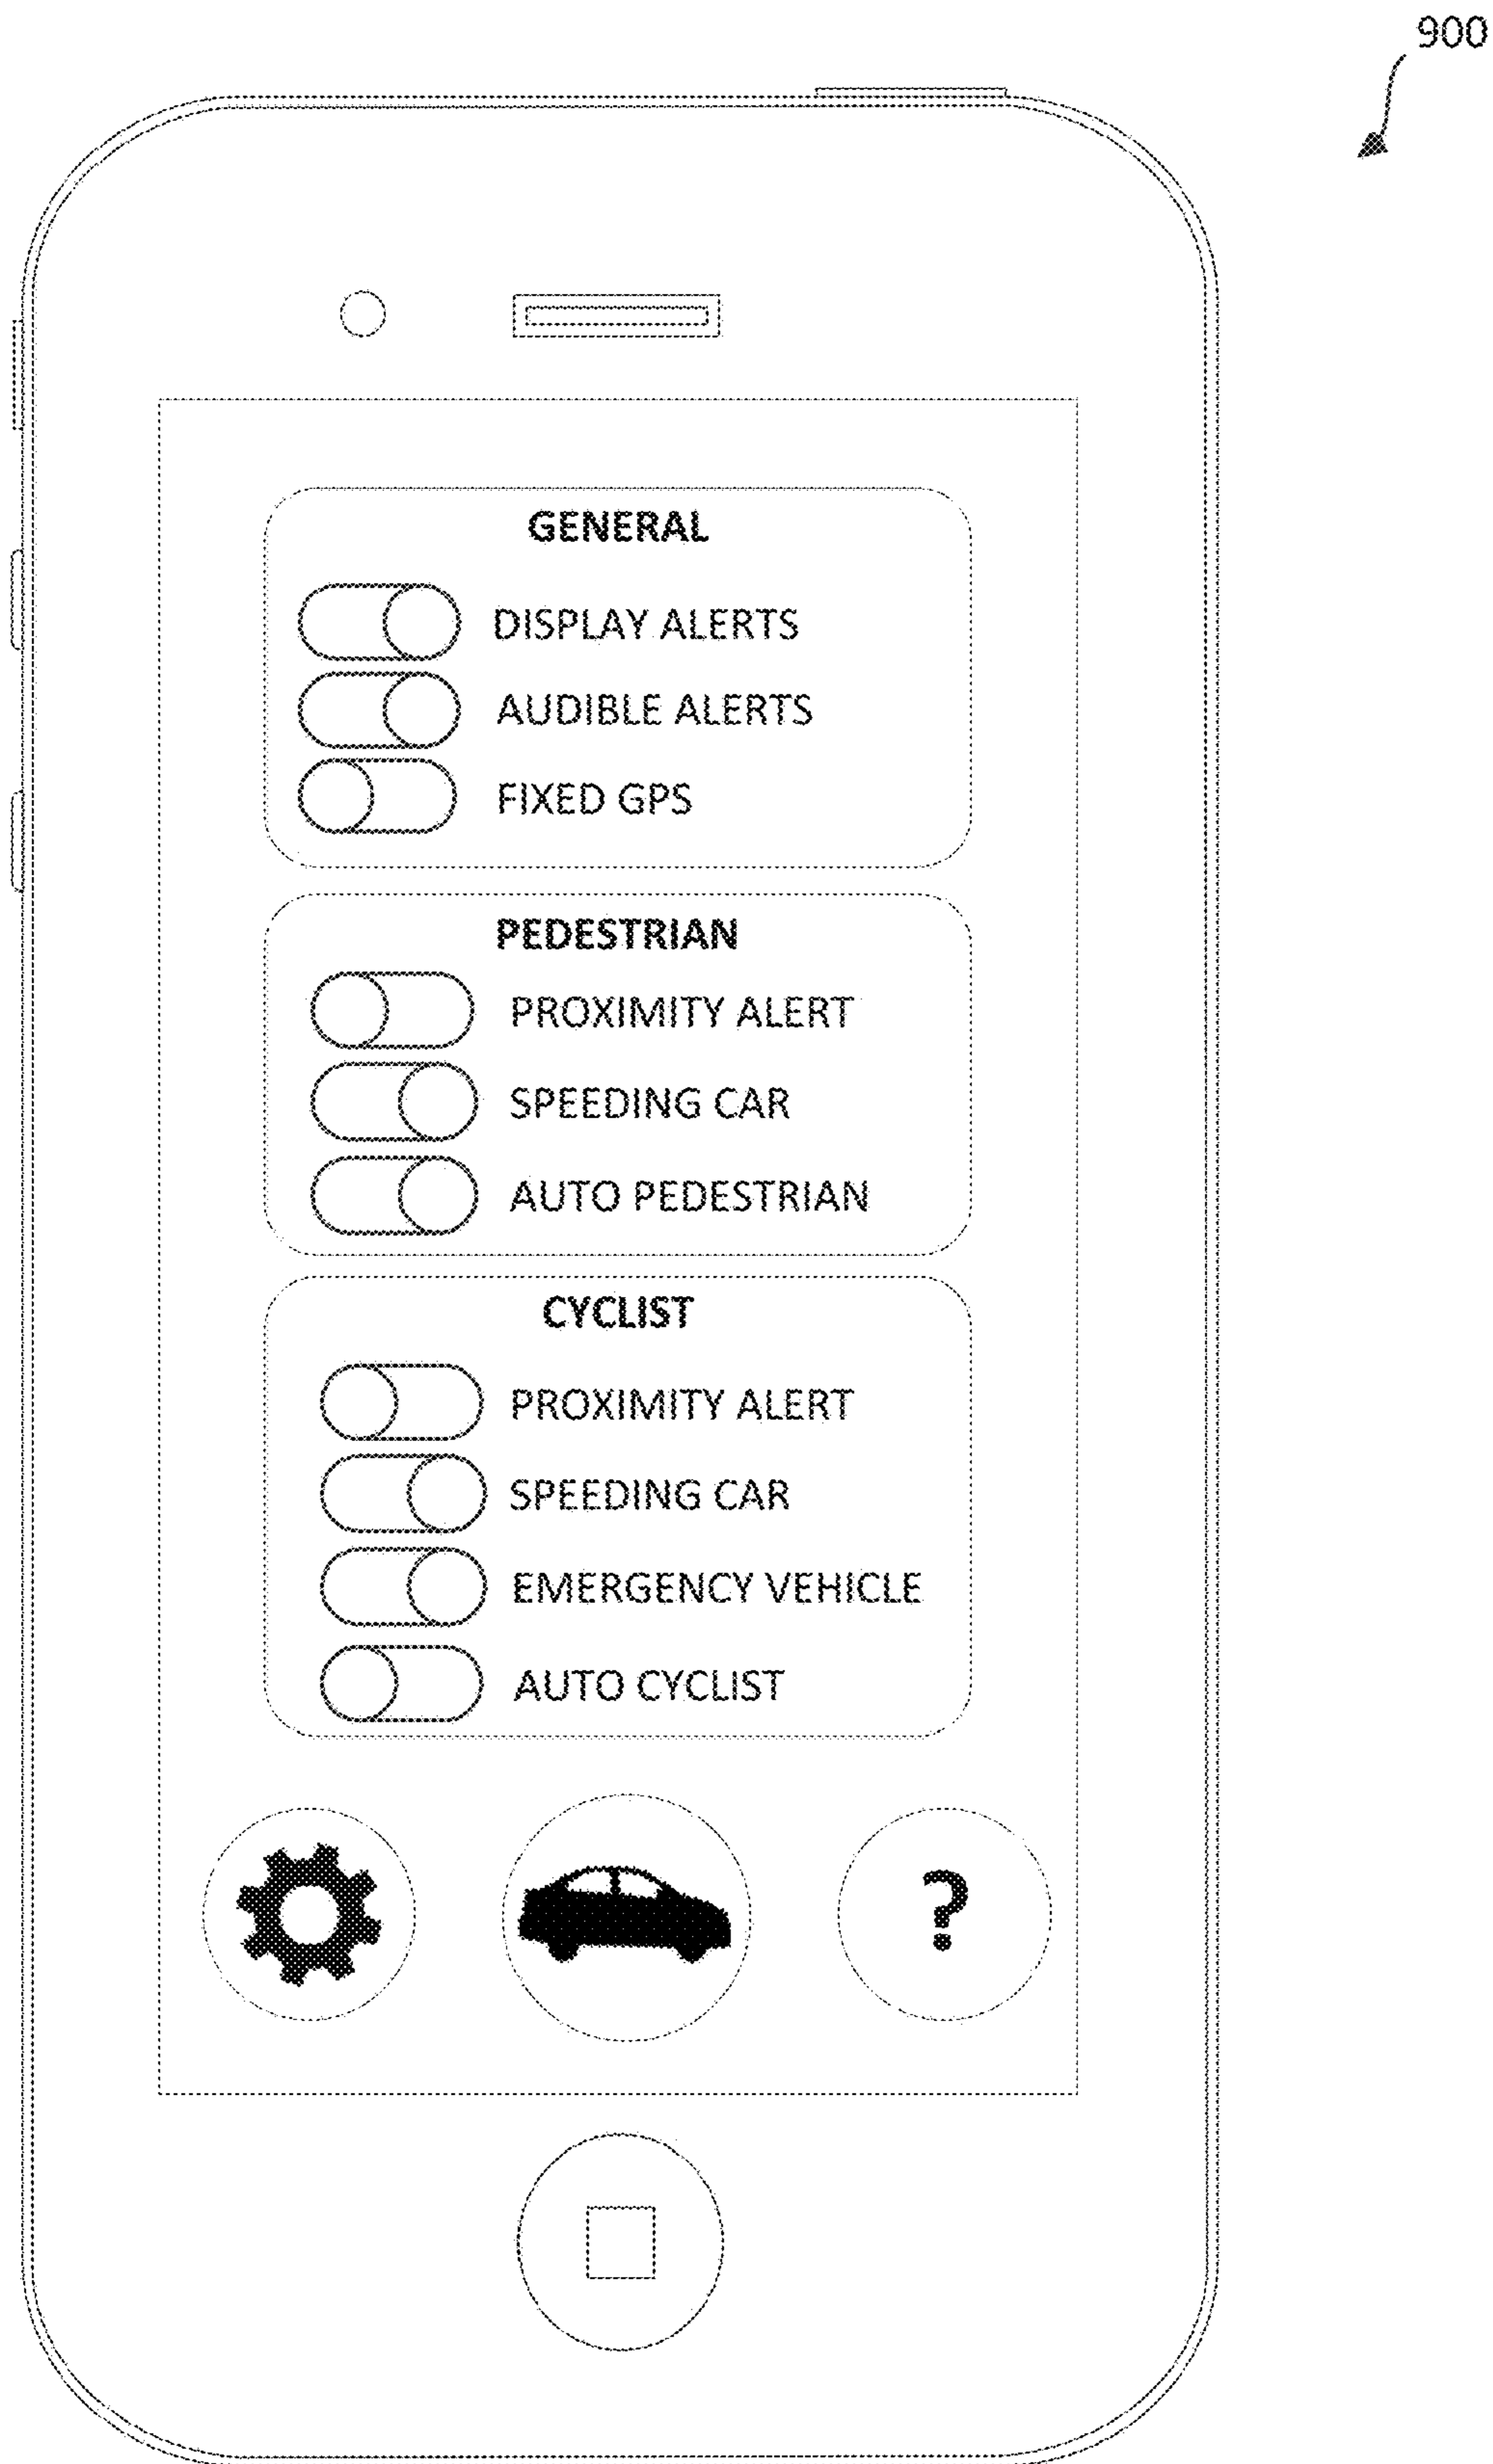 900
GENERAL
DISPLAY ALERTS
AUDIBLE ALERTS
FIXED GPS
PEDESTRIAN
PROXIMITY ALERT
SPEEDING CAR
AUTO PEDESTRIAN
CYCLIST
PROXIMITY ALERT
SPEEDING CAR
EMERGENCY VEHICLE
AUTO CYCLIST
?